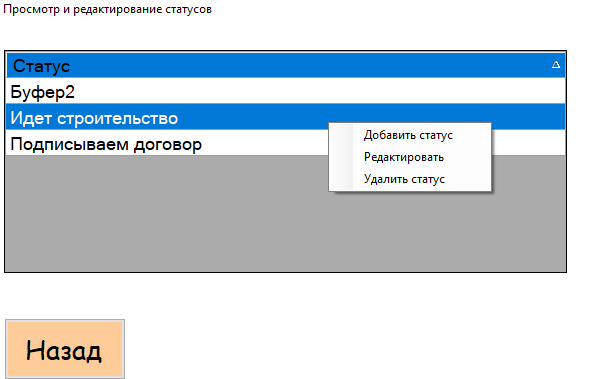 Просмотр и редактирование статусов
Статус
Буфер2
Идет строительство
Подписываем договор
Добавить статус
Редактировать
Удалить статус
Назад